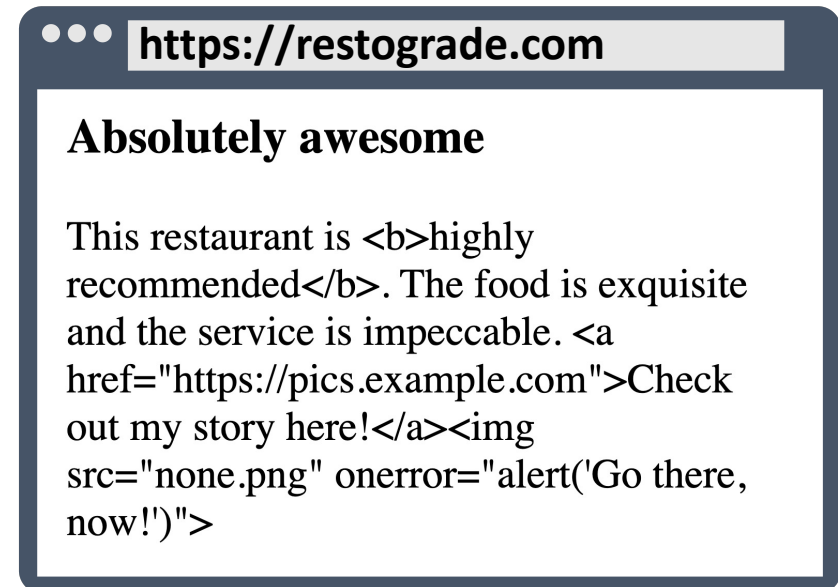 https://restograde.com
Absolutely awesome
This restaurant is <b>highly
recommended</b>. The food is exquisite
and the service is impeccable. <a
href="https://pics.example.com">Check
out my story here!</a><img
src="none.png" onerror="alert('Go there,
now!')">